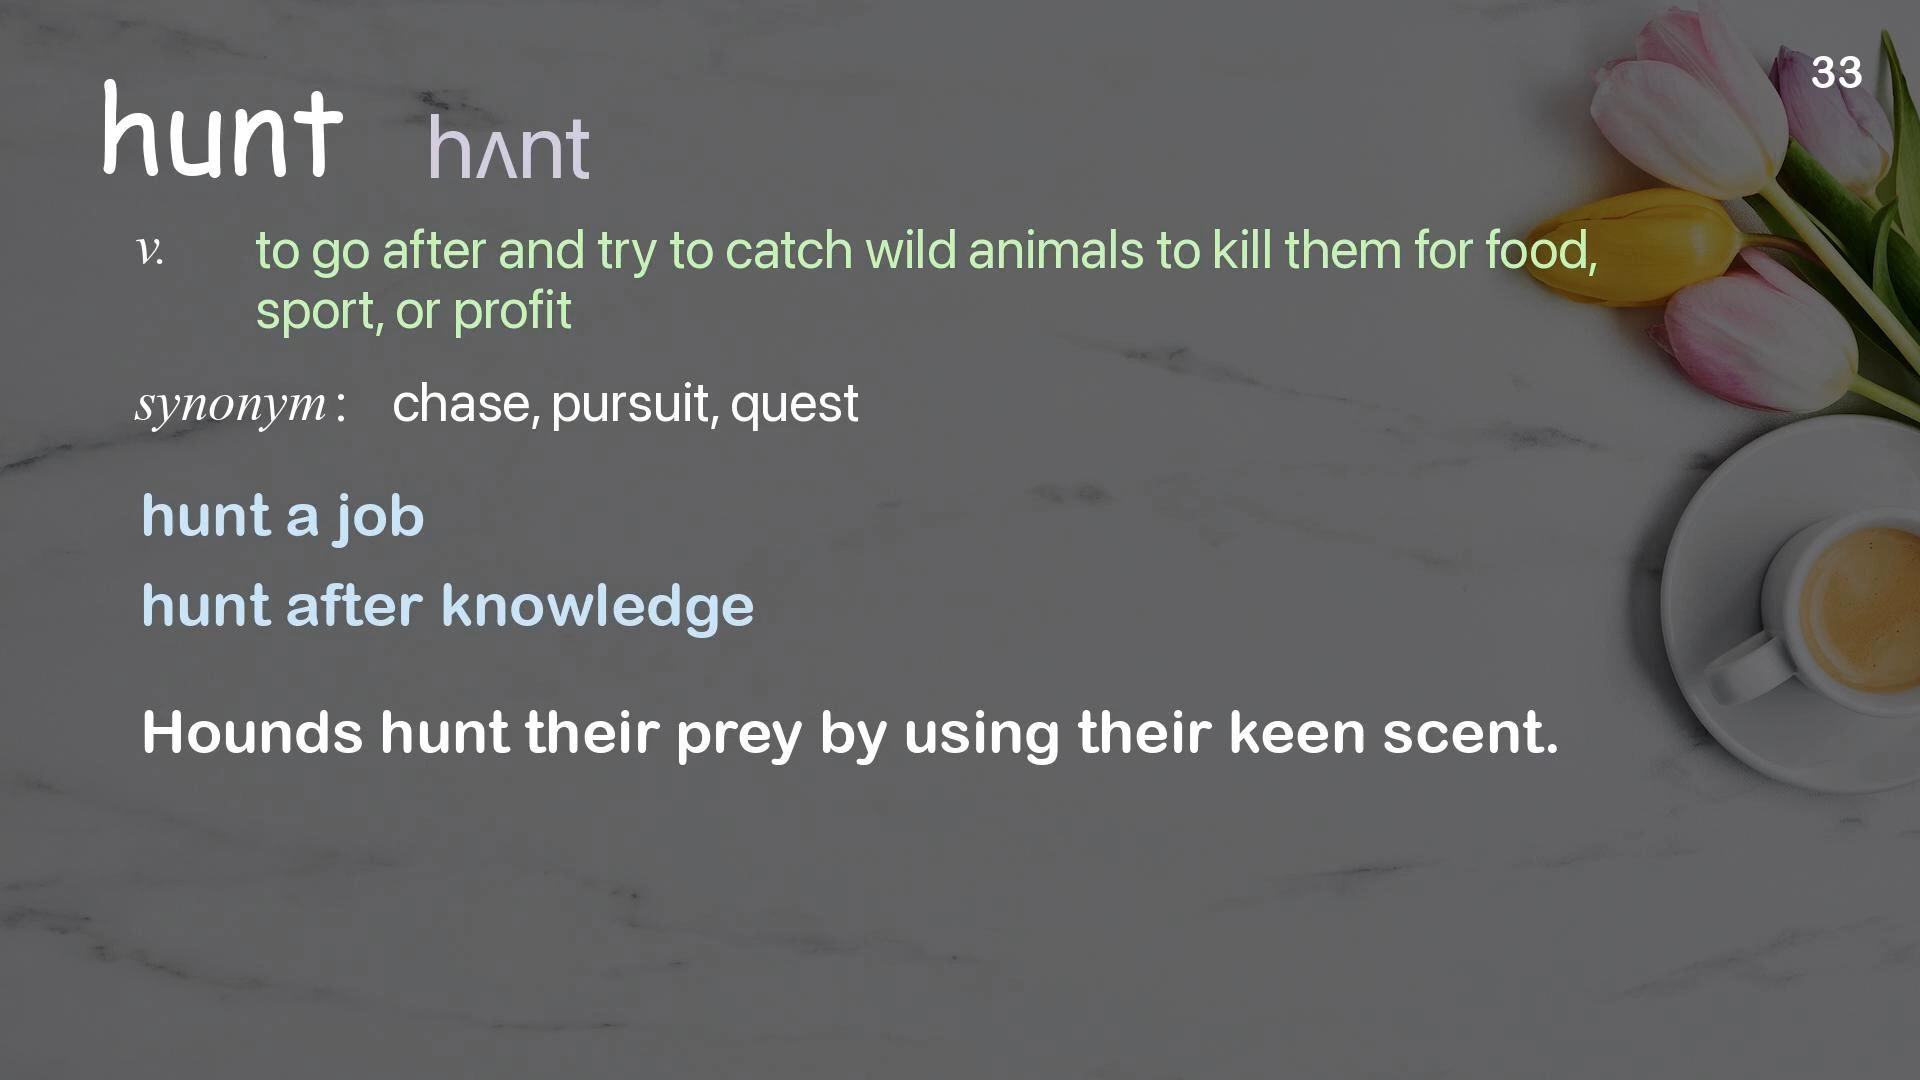 33
hunt hʌnt
v. to go after and try to catch wild animals to kill them for food,
sport, or profit
synonym: chase, pursuit, quest
hunt a job
hunt after knowledge
Hounds hunt their prey by using their keen scent.